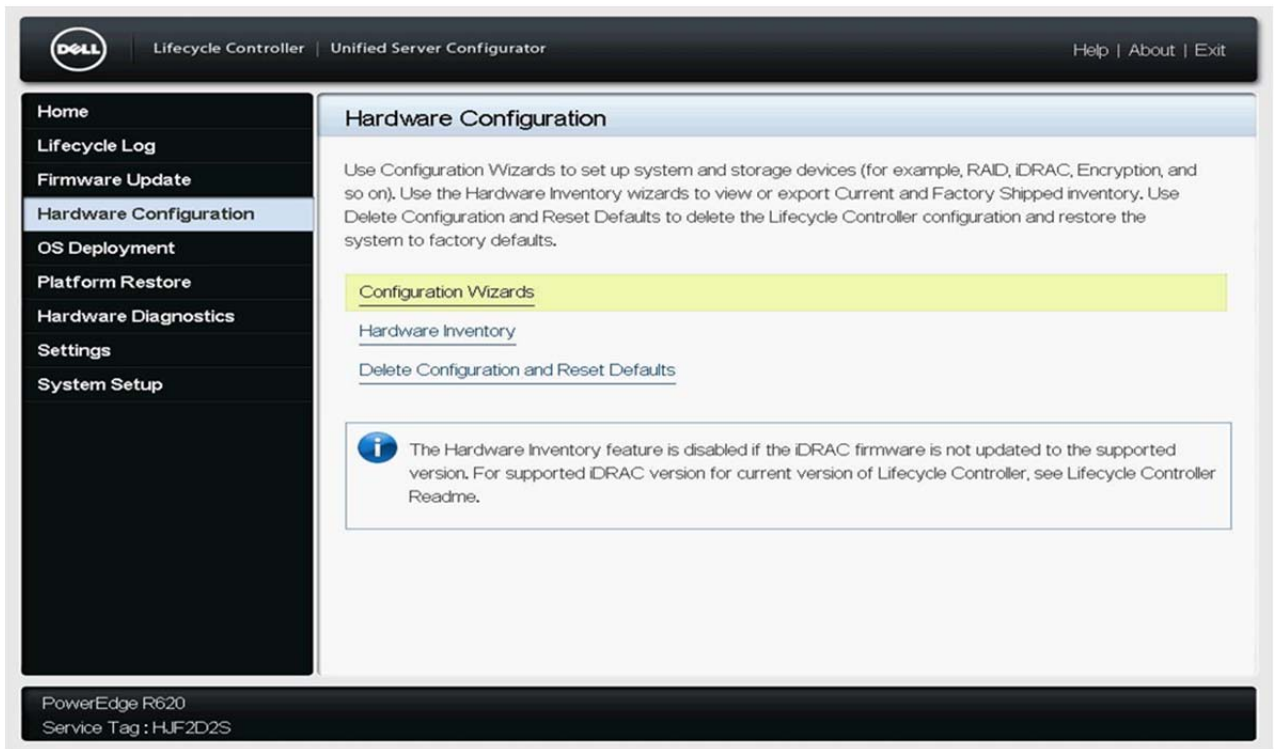 DELL
Lifecycle Controller | Unified Server Configurator
Help | About | Exit
Home
Lifecycle Log
Firmware Update
Hardware Configuration
OS Deployment
Platform Restore
Hardware Diagnostics
Settings
System Setup
Hardware Configuration
Use Configuration Wizards to set up system and storage devices (for example, RAID, iDRAC, Encryption, and
so on). Use the Hardware Inventory wizards to view or export Current and Factory Shipped inventory. Use
Delete Configuration and Reset Defaults to delete the Lifecycle Controller configuration and restore the
system to factory defaults.
Configuration Wizards
Hardware Inventory
Delete Configuration and Reset Defaults
The Hardware Inventory feature is disabled if the iDRAC firmware is not updated to the supported
version. For supported iDRAC version for current version of Lifecycle Controller, see Lifecycle Controller
Readme.
PowerEdge R620
Service Tag : HJF2D2S